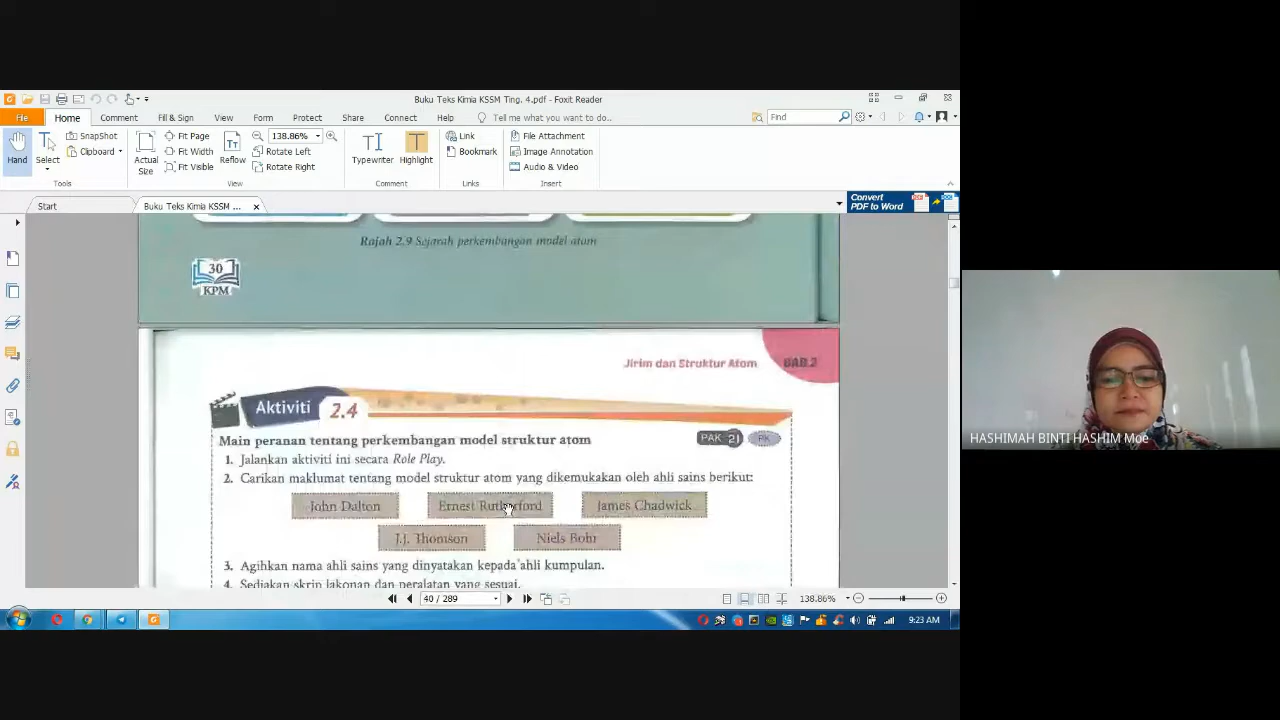 Buku Teks Kimia KSSM Ting. 4.pdf - Foxit Reader
File Home Comment Fill & Sign View Form Protect Share Connect Help Tell me what you want to do.. Find
Hand
Select
SnapShot
Clipboard
Actual Size
Fit Page
Fit Width
Fit Visible
Reflow
138.86%
Rotate Left
Rotate Right
Typewriter
Highlight
Link
Bookmark
File Attachment
Image Annotation
Audio & Video
Tools View Comment Links Insert
Start
Buku Teks Kimia KSSM ...
Convert
PDF to Word
Rajah 2.9 Sejarah perkembangan model atom
30
KPM
Jirim dan Struktur Atom BAB 2
Aktiviti 2.4
Main peranan tentang perkembangan model struktur atom PAK 21 PK
1. Jalankan aktiviti ini secara Role Play.
2. Carikan maklumat tentang model struktur atom yang dikemukakan oleh ahli sains berikut:
John Dalton Ernest Rutherford James Chadwick
J.J. Thomson Niels Bohr
3. Agihkan nama ahli sains yang dinyatakan kepada ahli kumpulan.
4. Sediakan skrip lakonan dan peralatan yang sesuai.
40 / 289
138.86%
9:23 AM
HASHIMAH BINTI HASHIM Moe